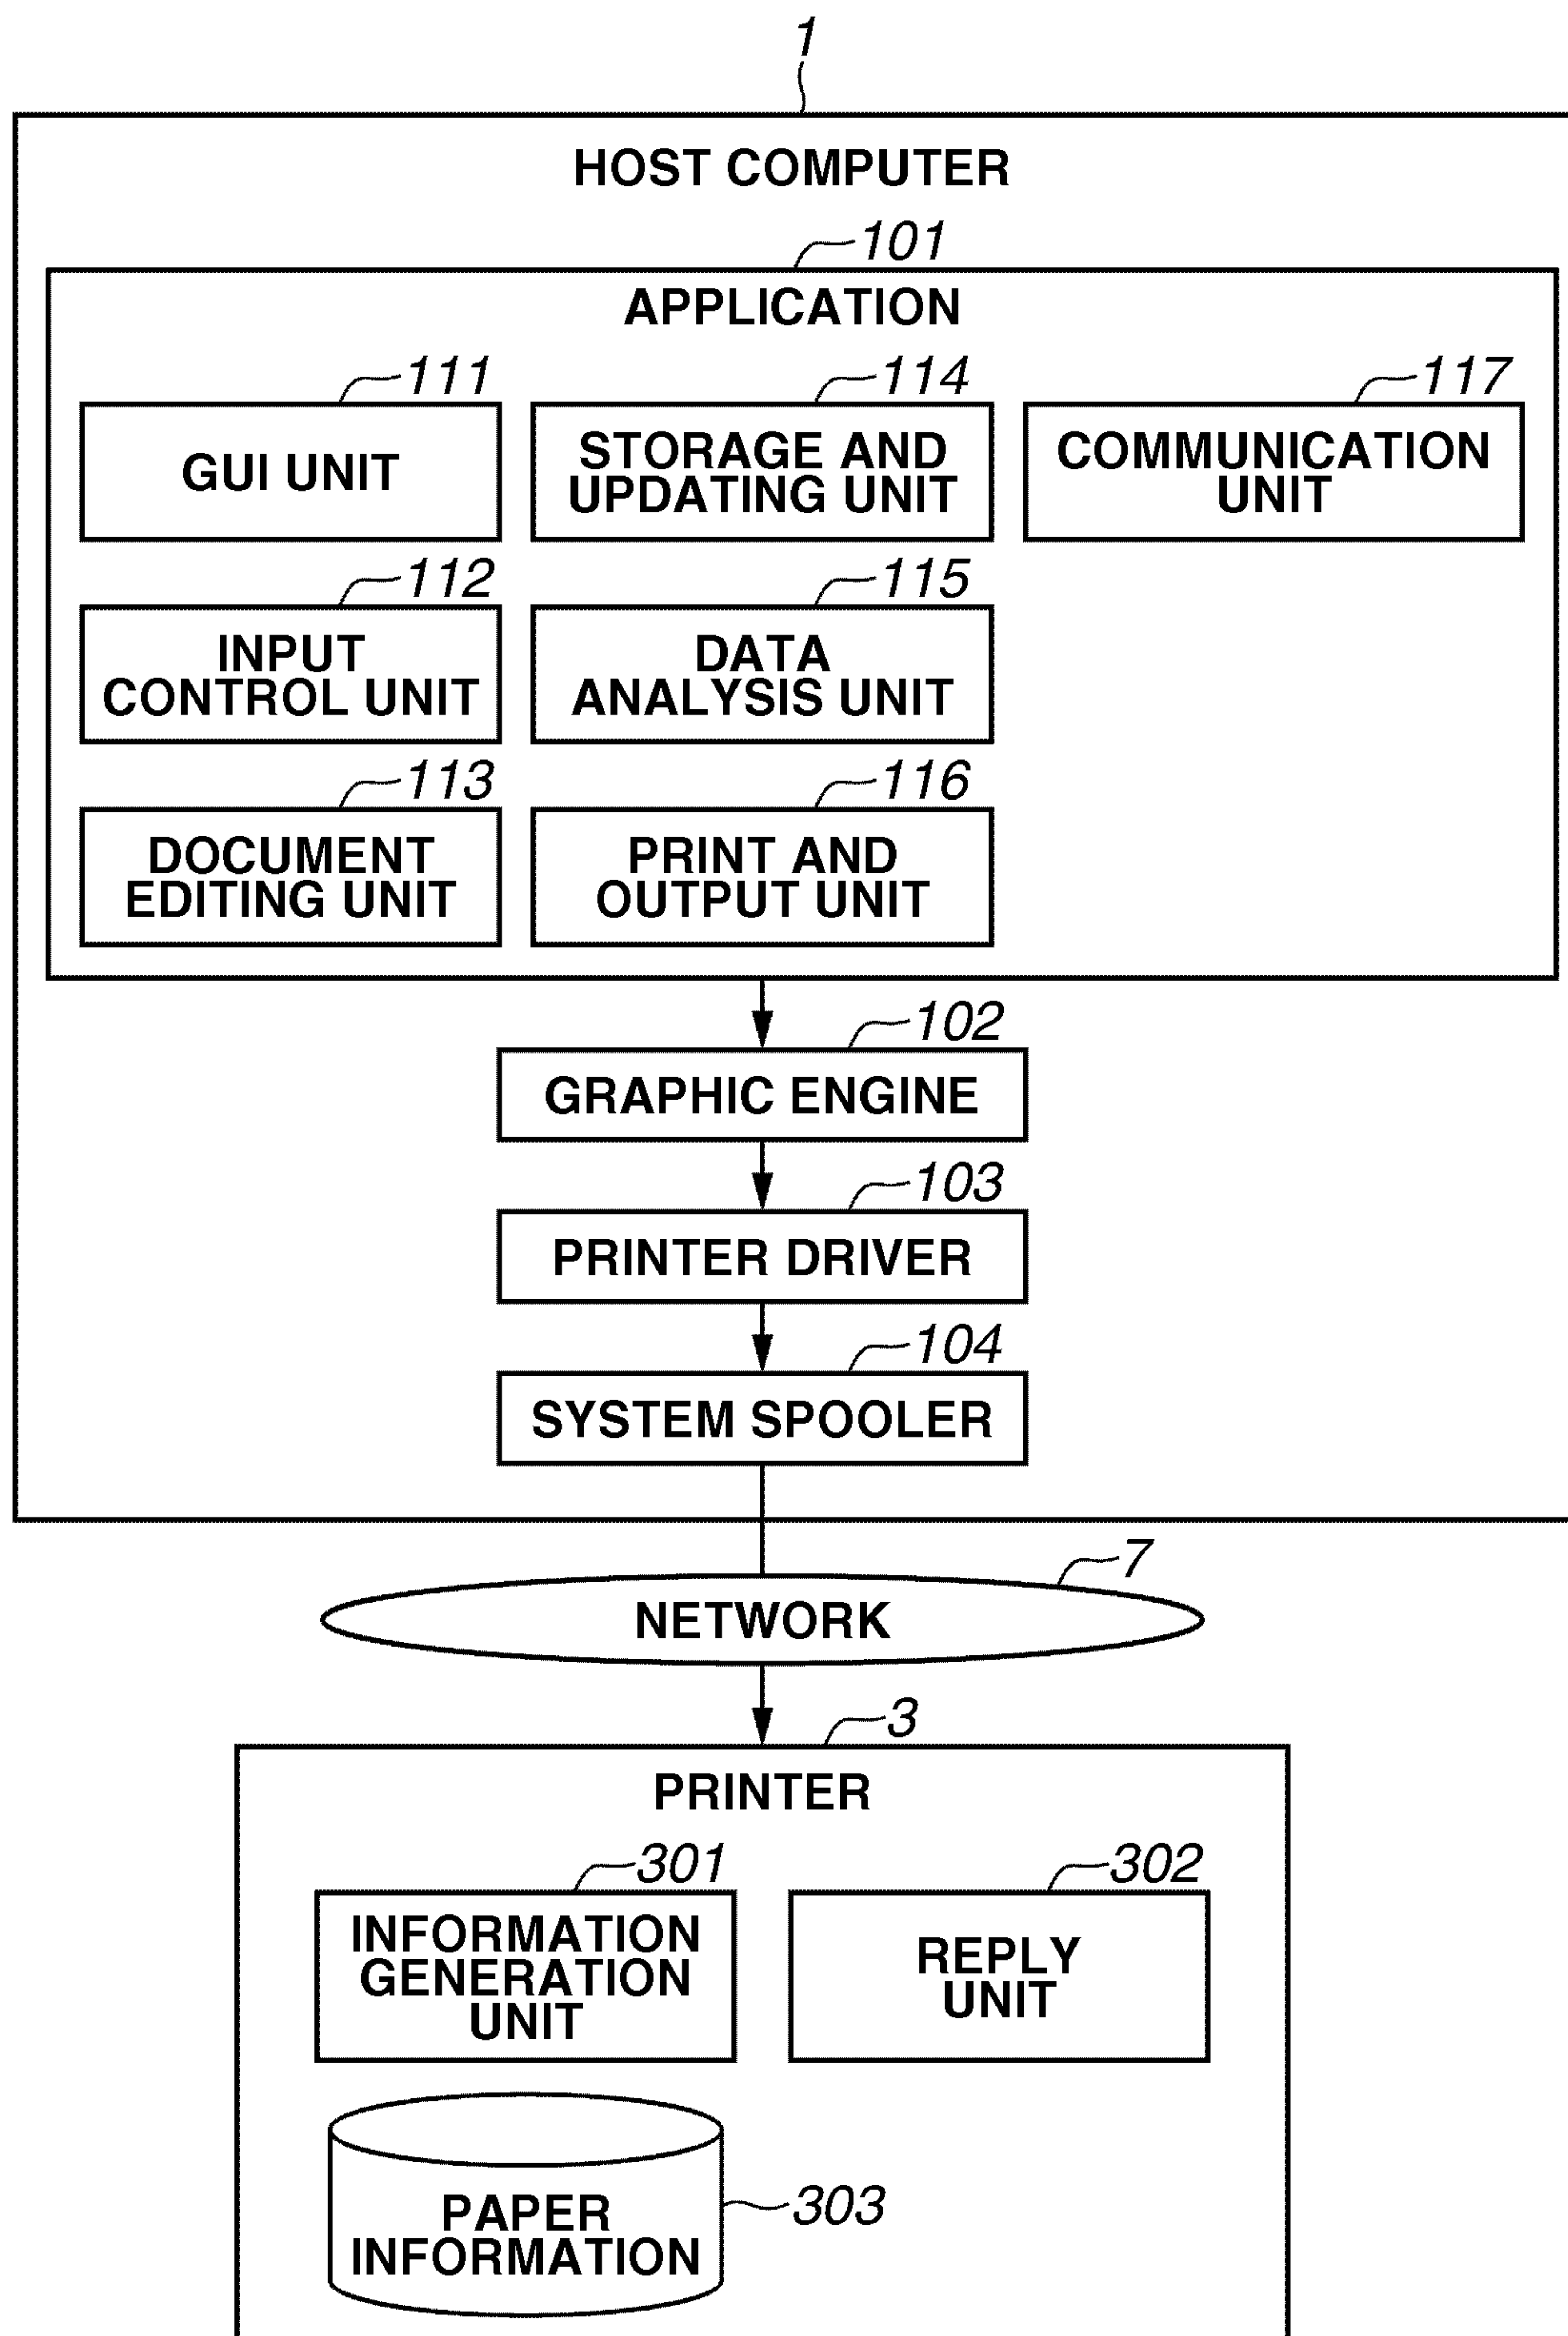 1
HOST COMPUTER
101
APPLICATION
111
114
117
GUI UNIT
STORAGE AND
UPDATING UNIT
COMMUNICATION
UNIT
112
115
INPUT
CONTROL UNIT
DATA
ANALYSIS UNIT
113
116
DOCUMENT
EDITING UNIT
PRINT AND
OUTPUT UNIT
102
GRAPHIC ENGINE
103
PRINTER DRIVER
104
SYSTEM SPOOLER
7
NETWORK
3
PRINTER
301
302
INFORMATION
GENERATION
UNIT
REPLY
UNIT
PAPER
INFORMATION
303